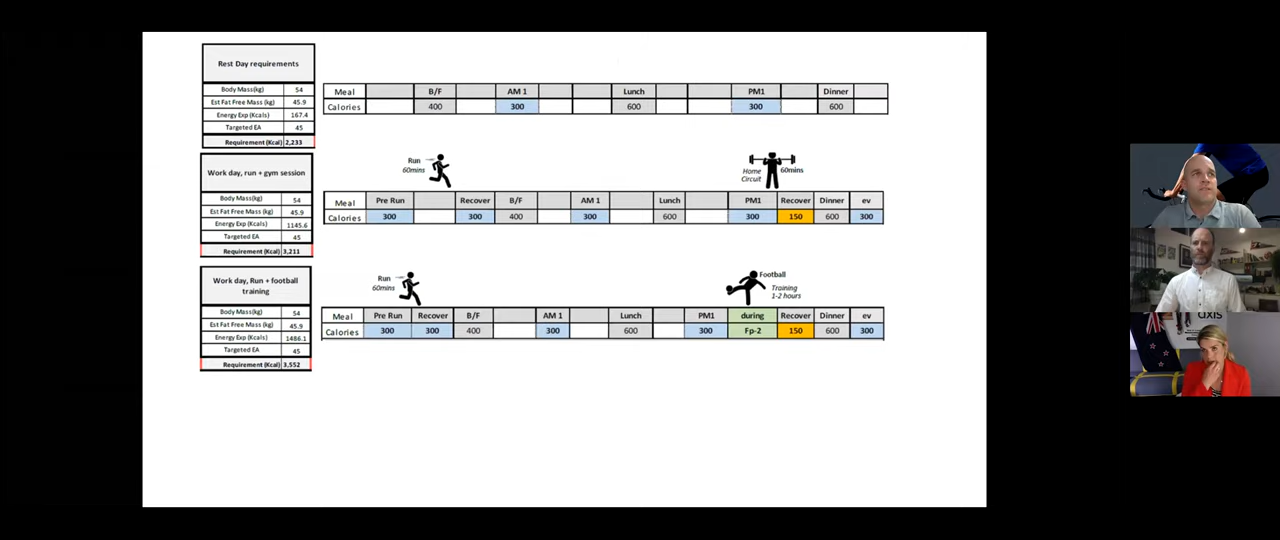 Rest Day requirements
Body Mass(kg) 54
Est Fat Free Mass (kg) 45.9
Energy Exp (Kcals) 167.4
Targeted EA 45
Requirement (Kcal) 2,233
Meal B/F AM 1 Lunch PM1 Dinner
Calories 400 300 600 300 600
Work day, run + gym session
Body Mass(kg) 54
Est Fat Free Mass (Kg) 45.9
Energy Exp (Kcals) 1145.6
Targeted EA 45
Requirement (Kcal) 3,211
Run
60mins
Home
Circuit
60mins
Meal Pre Run Recover B/F AM 1 Lunch PM1 Recover Dinner ev
Calories 300 300 400 300 600 300 150 600 300
Work day, Run + football
training
Body Mass(kg) 54
Est Fat Free Mass (Kg) 45.9
Energy Exp (Kcals) 1486.1
Targeted EA 45
Requirement (Kcal) 3,552
Run
60mins
Football
Training
1-2 hours
Meal Pre Run Recover B/F AM 1 Lunch PM1 during Recover Dinner ev
Calories 300 300 400 300 600 300 Fp-2 150 600 300
axis